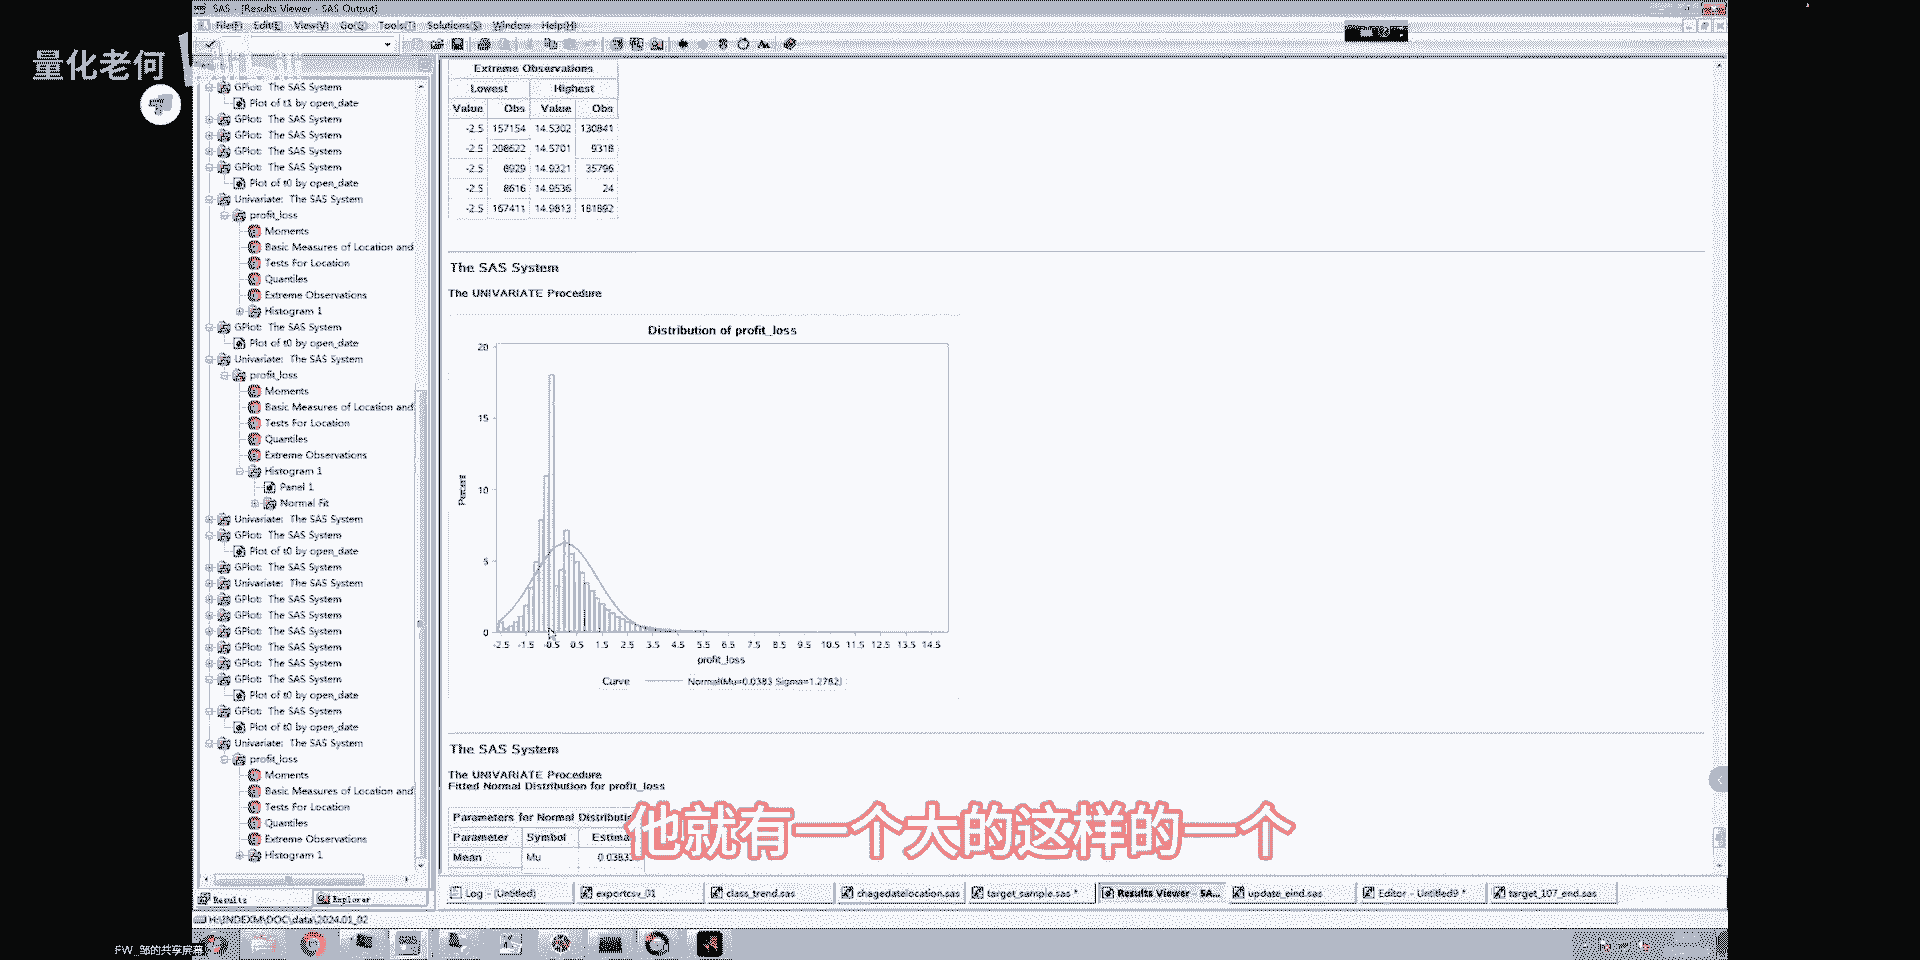 SAS - [Results Viewer - SAS Output]
File(F) Edit(E) View(V) Go(G) Tools(T) Solutions(S) Window Help(H)
量化老何
GPlot: The SAS System
Plot of t1 by open_date
GPlot: The SAS System
GPlot: The SAS System
GPlot: The SAS System
GPlot: The SAS System
Plot of t0 by open_date
Univariate: The SAS System
profit_loss
Moments
Basic Measures of Location and
Tests For Location
Quantiles
Extreme Observations
Histogram 1
GPlot: The SAS System
Plot of t0 by open_date
Univariate: The SAS System
profit_loss
Moments
Basic Measures of Location and
Tests For Location
Quantiles
Extreme Observations
Histogram 1
Panel 1
Normal Fit
Univariate: The SAS System
GPlot: The SAS System
Plot of t0 by open_date
GPlot: The SAS System
Univariate: The SAS System
GPlot: The SAS System
GPlot: The SAS System
GPlot: The SAS System
GPlot: The SAS System
GPlot: The SAS System
GPlot: The SAS System
Plot of t0 by open_date
GPlot: The SAS System
Plot of t0 by open_date
Univariate: The SAS System
profit_loss
Moments
Basic Measures of Location and
Tests For Location
Quantiles
Extreme Observations
Histogram 1
Results Explorer
Extreme Observations
Lowest Highest
Value Obs Value Obs
-2.5 157154 14.5302 130841
-2.5 208622 14.5701 9318
-2.5 8929 14.9321 35796
-2.5 8616 14.9536 24
-2.5 167411 14.9813 181892
The SAS System
The UNIVARIATE Procedure
Distribution of profit_loss
20
15
10
5
0
Percent
-2.5 -1.5 -0.5 0.5 1.5 2.5 3.5 4.5 5.5 6.5 7.5 8.5 9.5 10.5 11.5 12.5 13.5 14.5
profit_loss
Curve Normal(Mu=0.0383 Sigma=1.2782)
The SAS System
The UNIVARIATE Procedure
Fitted Normal Distribution for profit_loss
Parameters for Normal Distributi
Parameter Symbol Estima
Mean Mu 0.0383
他就有一个大的这样的一个
Log - (Untitled) exportcsv_01 class_trend.sas chagedatelocation.sas target_sample.sas * Results Viewer - SA... update_eind.sas Editor - Untitled9 * target_107_end.sas
H:\INDEXM\DOC\data\2024.01_02
FW_邹的共享屏幕